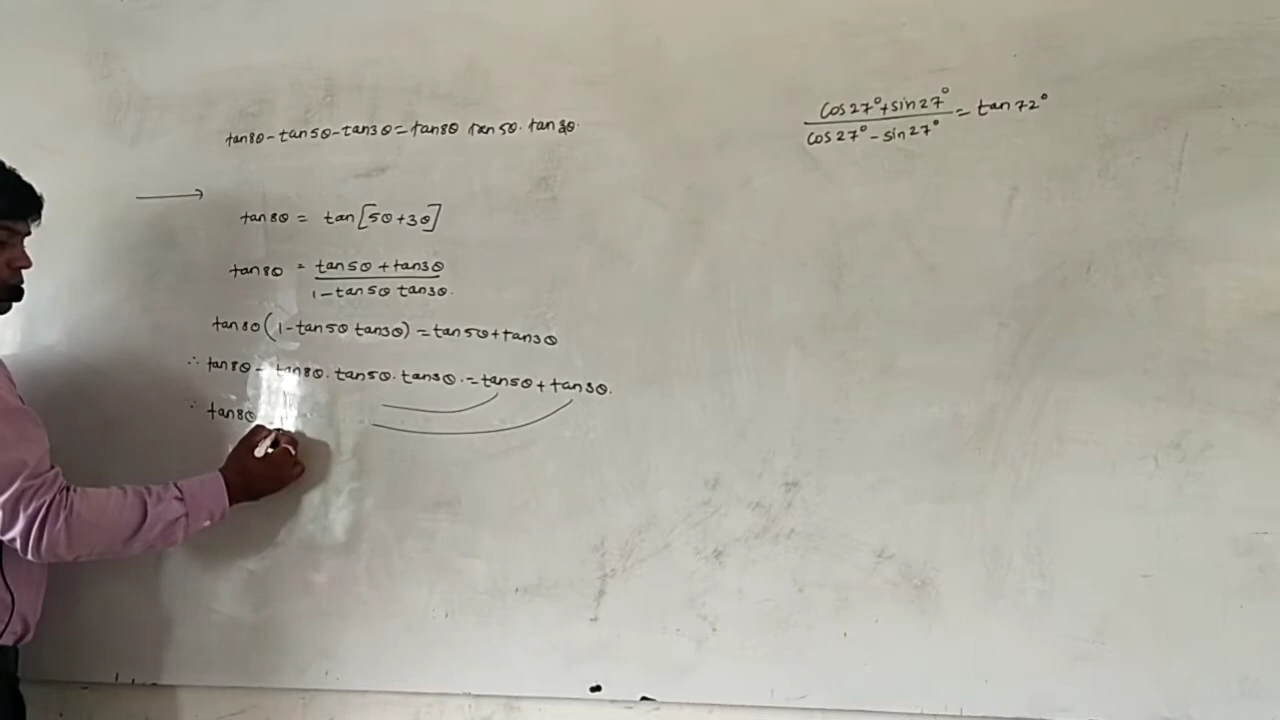 tan8θ - tan5θ - tan3θ = tan8θ tan5θ. tan3θ.
→
tan8θ = tan[5θ+3θ]
tan8θ = (tan5θ + tan3θ) / (1 - tan5θ tan3θ.)
tan8θ(1 - tan5θ tan3θ) = tan5θ + tan3θ
∴ tan8θ - tan8θ. tan5θ. tan3θ. = tan5θ + tan3θ.
∴ tan8θ
(cos27° + sin27°) / (cos27° - sin27°) = tan72°